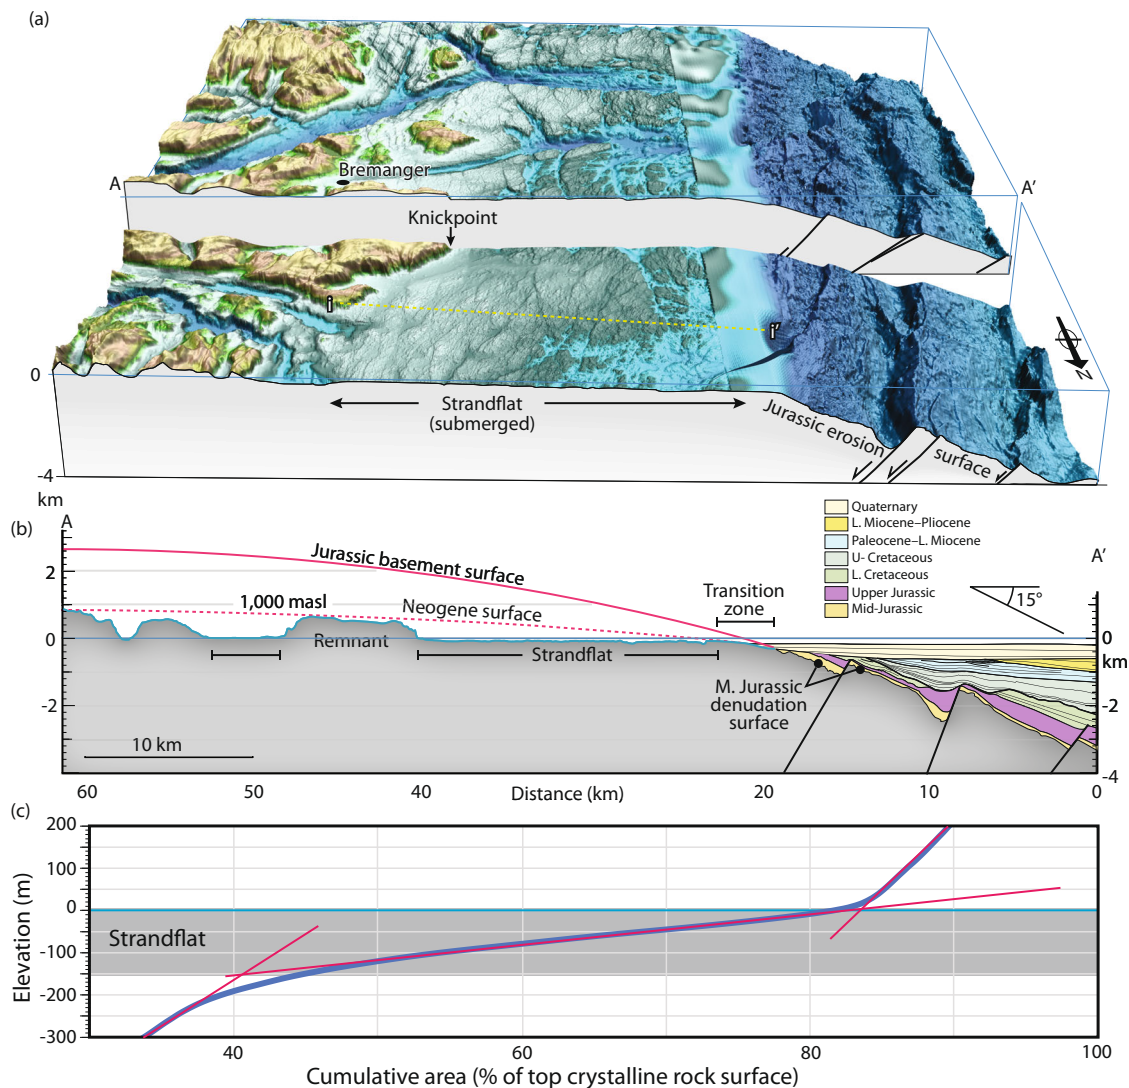 (a)
Bremanger
A
A'
Knickpoint
i
i'
N
0
Strandflat
(submerged)
Jurassic erosion
surface
-4
km
(b)
A
Quaternary
L. Miocene–Pliocene
Paleocene–L. Miocene
U- Cretaceous
L. Cretaceous
Upper Jurassic
Mid-Jurassic
A'
Jurassic basement surface
2
Transition
zone
15°
1,000 masl
Neogene surface
0
Remnant
Strandflat
0
km
M. Jurassic
denudation
surface
-2
-2
10 km
-4
60
50
40
Distance (km)
20
10
0
(c)
200
100
0
Strandflat
-100
-200
-300
Elevation (m)
40
60
80
100
Cumulative area (% of top crystalline rock surface)